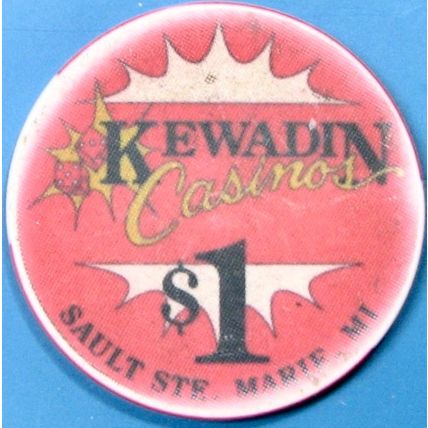 KEWADIN
Casinos
$1
SAULT STE. MARIE, MI